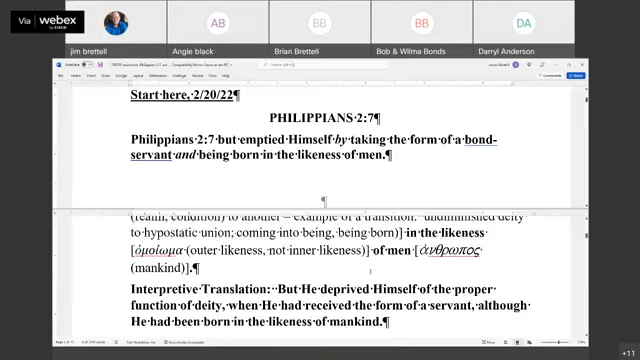 Via webex
BY CISCO
AB
BB
BB
DA
jim brettell
Angie black
Brian Brettell
Bob & Wilma Bonds
Darryl Anderson
Comments
Share
Start·here,·2/20/22¶
PHILIPPIANS·2:7¶
Philippians·2:7·but·emptied·Himself·by·taking·the·form·of·a·bond-
servant·and·being·born·in·the·likeness·of·men.¶
¶
(realm,·condition)·to·another·–·example·of·a·transition:··undiminished·deity·
to·hypostatic·union;·coming·into·being,·being·born)]·in·the·likeness·
[ὁμοίωμα·(outer·likeness,·not·inner·likeness)]·of·men·[ἀνθρωπος·
(mankind)].¶
Interpretive·Translation:··But·He·deprived·Himself·of·the·proper·
function·of·deity,·when·He·had·received·the·form·of·a·servant,·although·
He·had·been·born·in·the·likeness·of·mankind.¶
+11